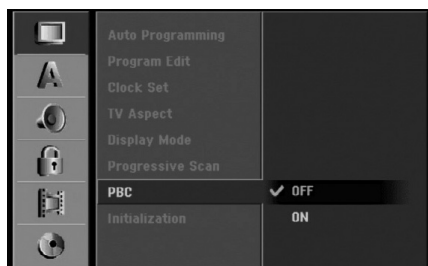 Auto Programming
Program Edit
Clock Set
TV Aspect
Display Mode
Progressive Scan
PBC
OFF
Initialization
ON